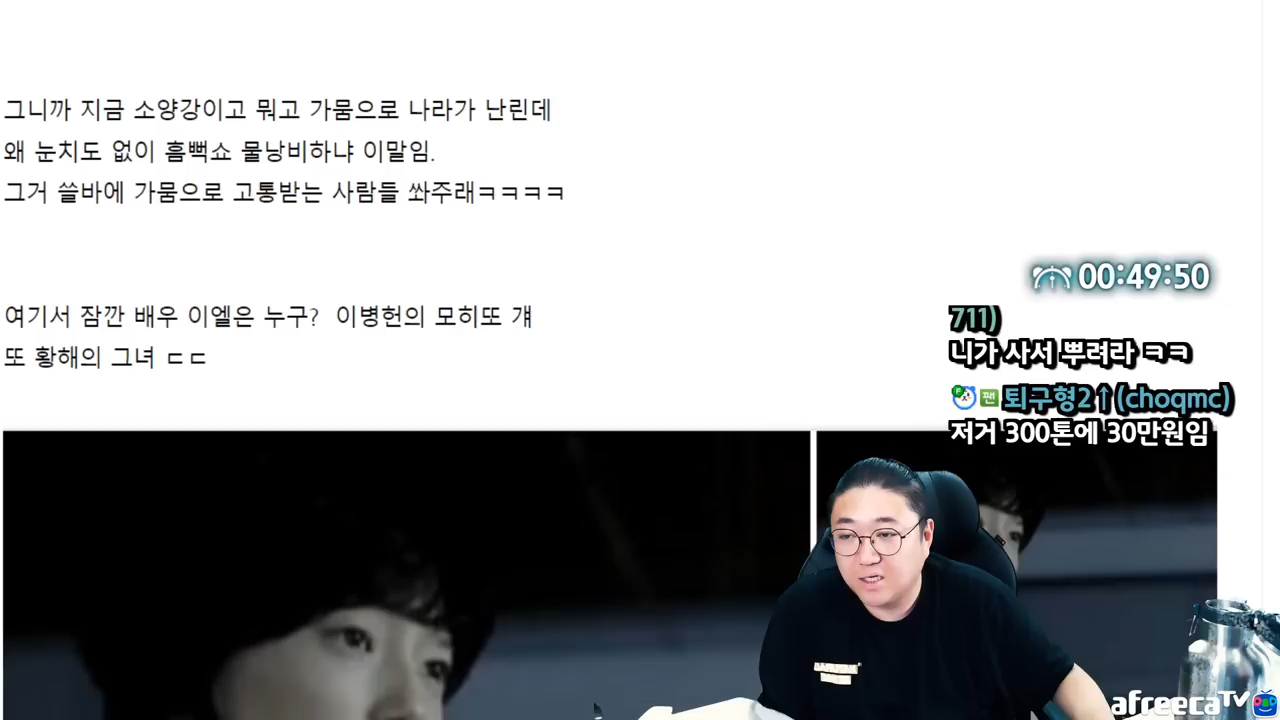 그니까 지금 소양강이고 뭐고 가뭄으로 나라가 난린데
왜 눈치도 없이 흠뻑쇼 물낭비하냐 이말임.
그거 쓸바에 가뭄으로 고통받는 사람들 쏴주래ㅋㅋㅋㅋ
여기서 잠깐 배우 이엘은 누구? 이병헌의 모히또 걔
또 황해의 그녀 ㄷㄷ
00:49:50
711)
니가 사서 뿌려라 ㅋㅋ
팬 퇴구형2↑(choqmc)
저거 300톤에 30만원임
afreecaTV